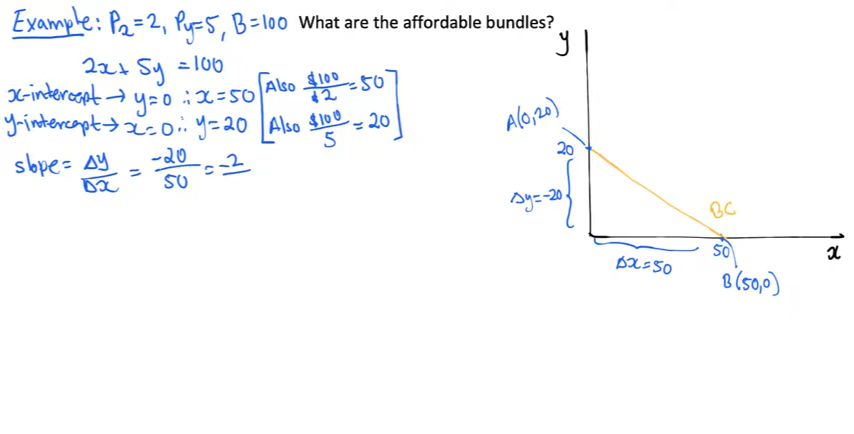 Example: Px=2, Py=5, B=100 What are the affordable bundles?
2x+5y=100
x-intercept → y=0 ∴ x=50 [Also $100/$2 = 50]
y-intercept → x=0 ∴ y=20 [Also $100/5 = 20]
slope = Δy/Δx = -20/50 = -2/
y
A(0,20)
20
Δy=-20
BC
50
x
Δx=50
B(50,0)